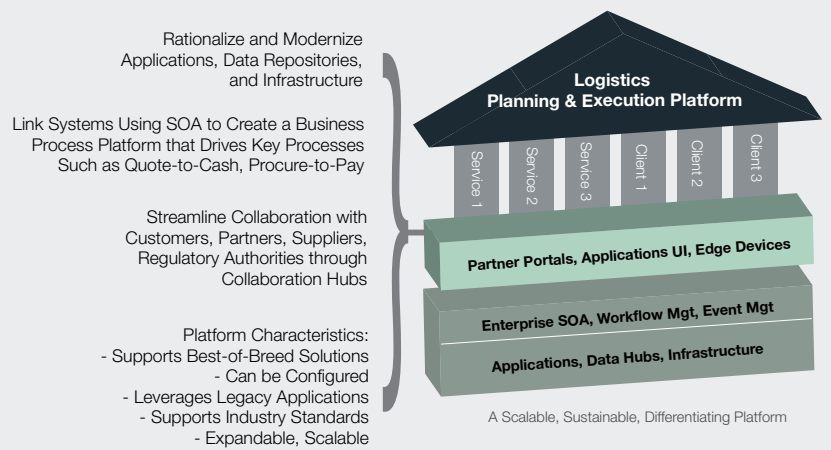 Rationalize and Modernize
Applications, Data Repositories,
and Infrastructure
Link Systems Using SOA to Create a Business
Process Platform that Drives Key Processes
Such as Quote-to-Cash, Procure-to-Pay
Streamline Collaboration with
Customers, Partners, Suppliers,
Regulatory Authorities through
Collaboration Hubs
Platform Characteristics:
- Supports Best-of-Breed Solutions
- Can be Configured
- Leverages Legacy Applications
- Supports Industry Standards
- Expandable, Scalable
Logistics
Planning & Execution Platform
Service 1
Service 2
Service 3
Client 1
Client 2
Client 3
Partner Portals, Applications UI, Edge Devices
Enterprise SOA, Workflow Mgt, Event Mgt
Applications, Data Hubs, Infrastructure
A Scalable, Sustainable, Differentiating Platform